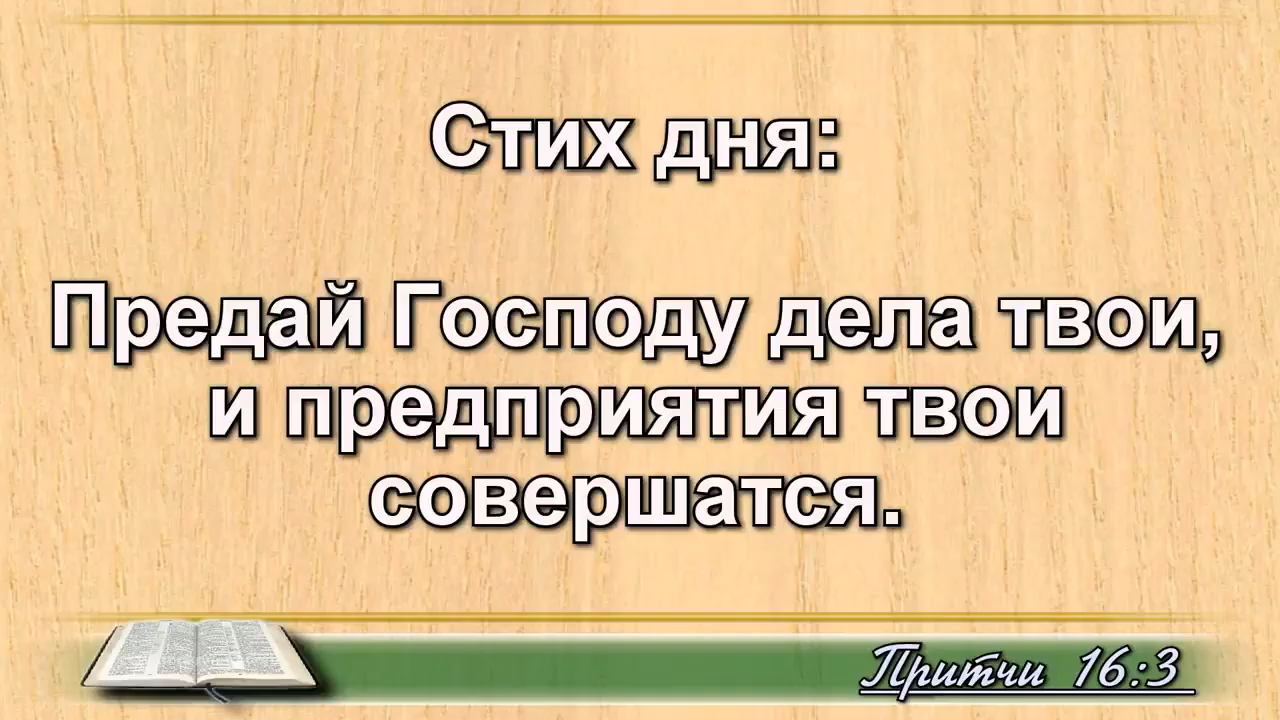 Стих дня:
Предай Господу дела твои,
и предприятия твои
совершатся.
Притчи 16:3